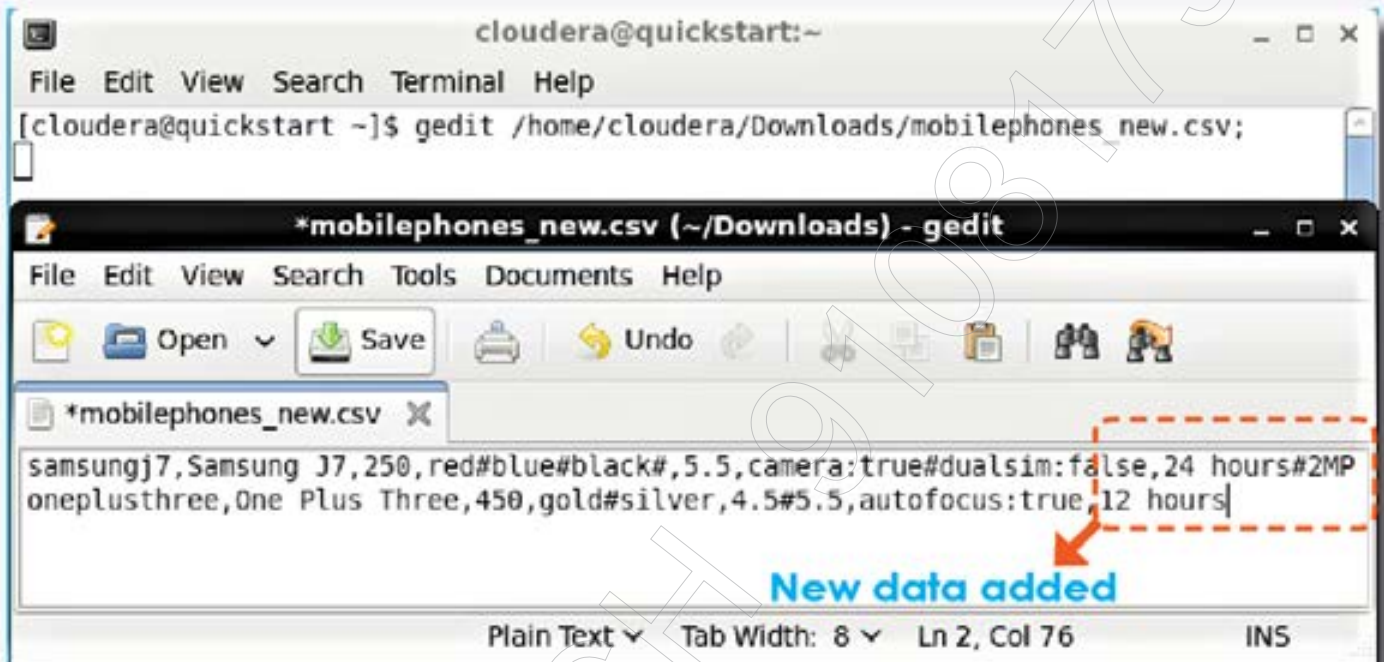 cloudera@quickstart:~
File Edit View Search Terminal Help
[cloudera@quickstart ~]$ gedit /home/cloudera/Downloads/mobilephones_new.csv;
*mobilephones_new.csv (~/Downloads) - gedit
File Edit View Search Tools Documents Help
Open Save Undo
*mobilephones_new.csv
samsungj7,Samsung J7,250,red#blue#black#,5.5,camera:true#dualsim:false,24 hours#2MP
oneplusthree,One Plus Three,450,gold#silver,4.5#5.5,autofocus:true,12 hours
New data added
Plain Text Tab Width: 8 Ln 2, Col 76 INS